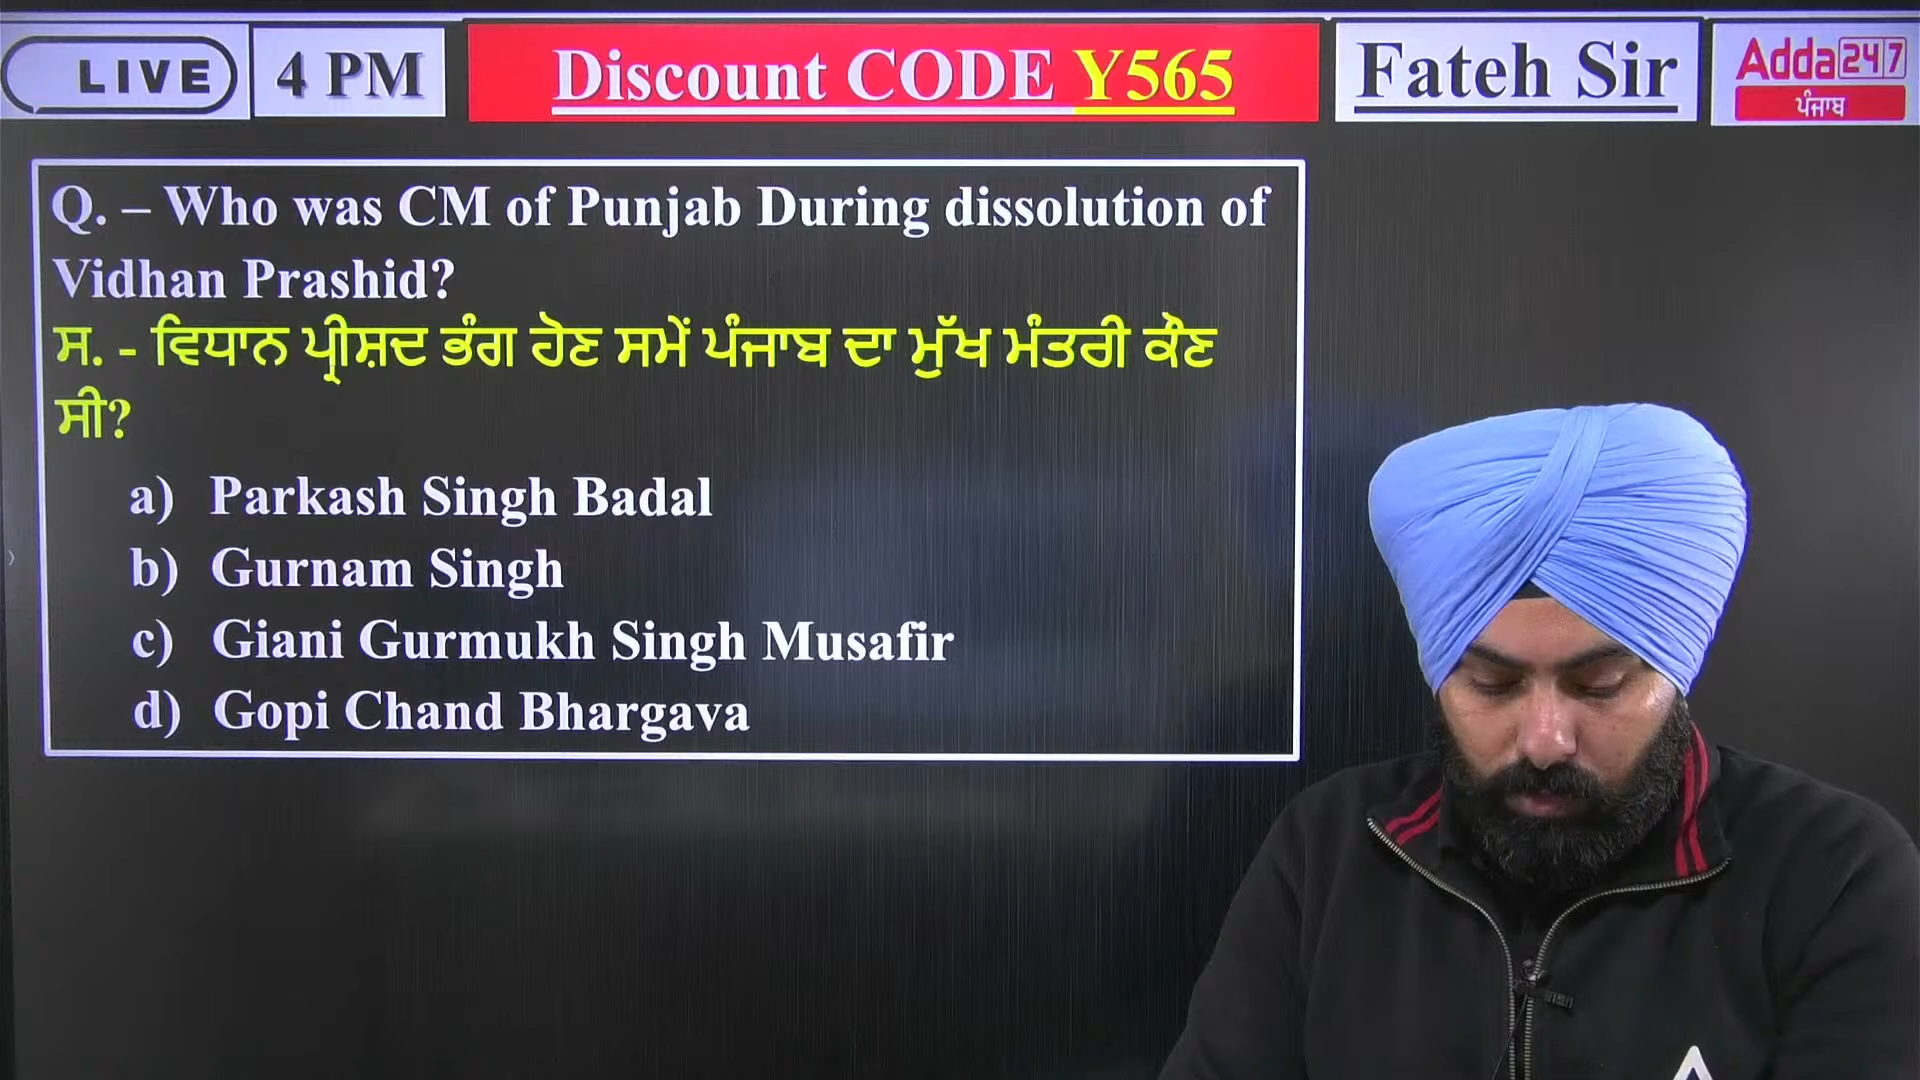 LIVE
4 PM
Discount CODE Y565
Fateh Sir
Adda247
ਪੰਜਾਬ
Q. – Who was CM of Punjab During dissolution of
Vidhan Prashid?
ਸ. - ਵਿਧਾਨ ਪ੍ਰੀਸ਼ਦ ਭੰਗ ਹੋਣ ਸਮੇਂ ਪੰਜਾਬ ਦਾ ਮੁੱਖ ਮੰਤਰੀ ਕੌਣ
ਸੀ?
a) Parkash Singh Badal
b) Gurnam Singh
c) Giani Gurmukh Singh Musafir
d) Gopi Chand Bhargava